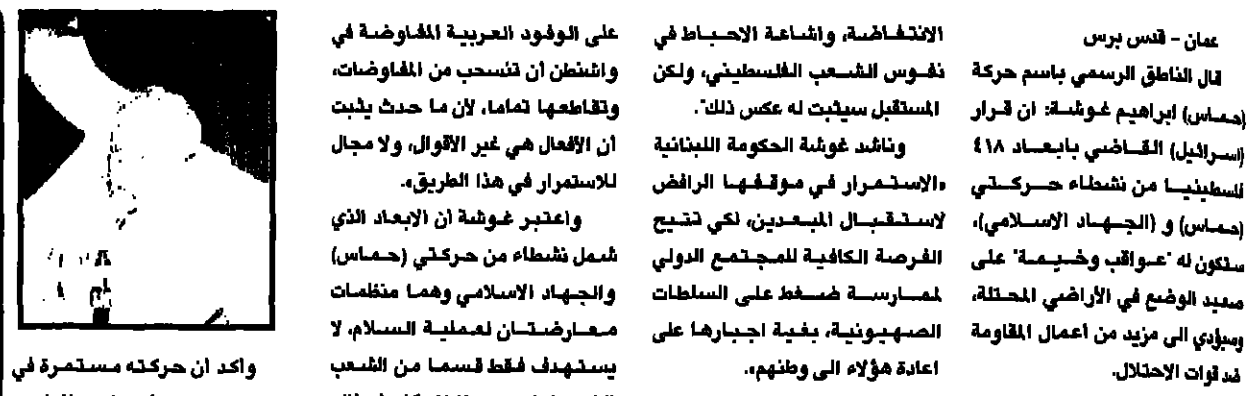 عمان - قدس برس
قال الناطق الرسمي باسم حركة
(حماس) ابراهيم غوشة: ان قرار
(اسرائيل) القاضي بابعاد ٤١٨
فلسطينيا من نشطاء حركتي
(حماس) و (الجهاد الاسلامي)،
ستكون له "عواقب وخيمة" على
صعيد الوضع في الأراضي المحتلة،
وسيؤدي الى مزيد من أعمال المقاومة
ضد قوات الاحتلال.
الانتفاضة، واشاعة الاحباط في
نفوس الشعب الفلسطيني، ولكن
المستقبل سيثبت له عكس ذلك".
وناشد غوشة الحكومة اللبنانية
«الاستمرار في موقفها الرافض
لاستقبال المبعدين، لكي تتيح
الفرصة الكافية للمجتمع الدولي
لممارسة ضغط على السلطات
الصهيونية، بغية اجبارها على
اعادة هؤلاء الى وطنهم».
على الوفود العربية المفاوضة في
واشنطن أن تنسحب من المفاوضات،
وتقاطعها تماما، لأن ما حدث يثبت
أن الأفعال هي غير الأقوال، ولا مجال
للاستمرار في هذا الطريق».
واعتبر غوشة أن الابعاد الذي
شمل نشطاء من حركتي (حماس)
والجهاد الاسلامي وهما منظمات
معارضتان لعملية السلام، لا
يستهدف فقط قسما من الشعب
واكد أن حركته مستمرة في